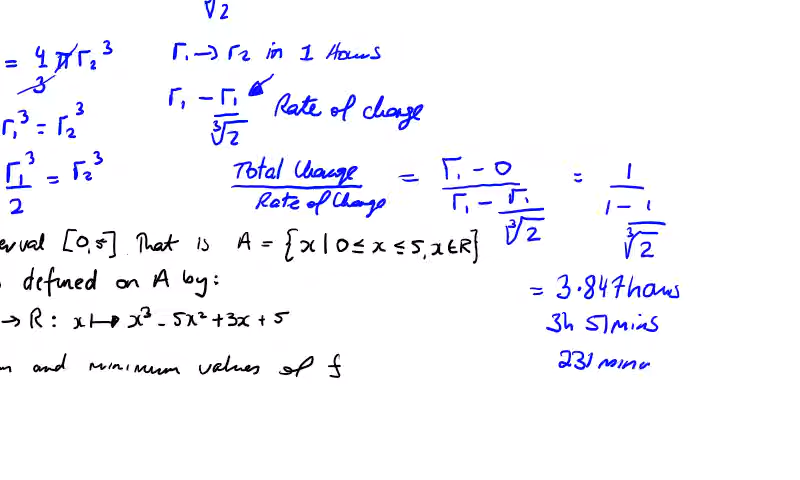 ∛2
= 4/3 π r₂³
r₁ → r₂ in 1 Hours
r₁ - r₁/∛2 Rate of change
r₁³ = r₂³
r₁³/2 = r₂³
Total Change/Rate of Change = (r₁ - 0)/(r₁ - r₁/∛2) = 1/(1 - 1/∛2)
erval [0,5] That is A = {x | 0 ≤ x ≤ 5, x ∈ R}
defined on A by:
= 3.847 hours
→ R: x ↦ x³ - 5x² + 3x + 5
3h 51 mins
and minimum values of f
231 mins